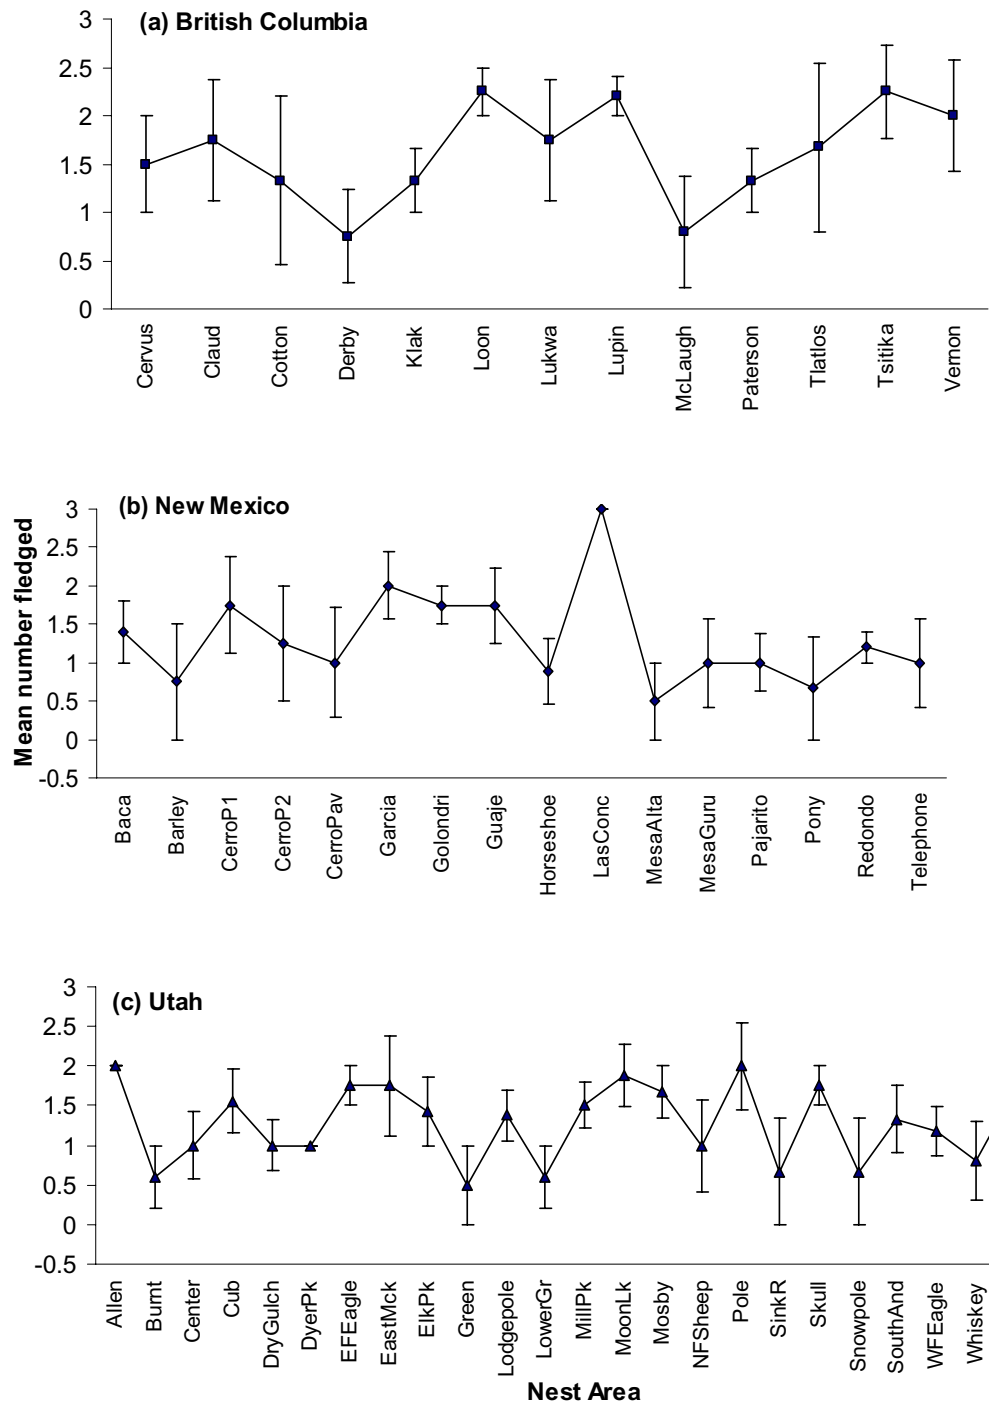 (a) British Columbia
3
2.5
2
1.5
1
0.5
0
Cervus
Claud
Cotton
Derby
Klak
Loon
Lukwa
Lupin
McLaugh
Paterson
Tlatlos
Tsitika
Vernon
(b) New Mexico
Mean number fledged
3
2.5
2
1.5
1
0.5
0
-0.5
Baca
Barley
CerroP1
CerroP2
CerroPav
Garcia
Golondri
Guaje
Horseshoe
LasConc
MesaAlta
MesaGuru
Pajarito
Pony
Redondo
Telephone
(c) Utah
3
2.5
2
1.5
1
0.5
0
-0.5
Allen
Burnt
Center
Cub
DryGulch
DyerPk
EFEagle
EastMck
ElkPk
Green
Lodgepole
LowerGr
MillPk
MoonLk
Mosby
NFSheep
Pole
SinkR
Skull
Snowpole
SouthAnd
WFEagle
Whiskey
Nest Area